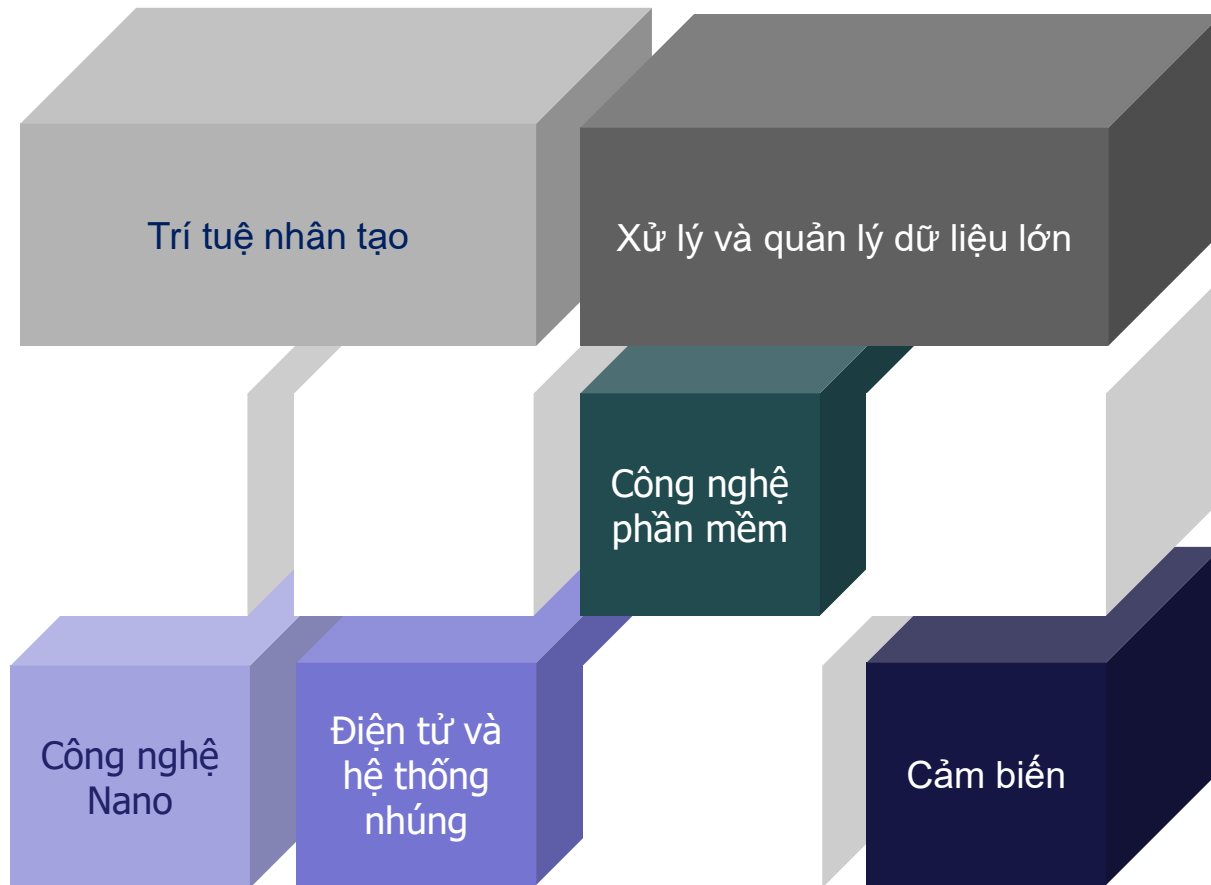 Trí tuệ nhân tạo
Xử lý và quản lý dữ liệu lớn
Công nghệ
phần mềm
Công nghệ
Nano
Điện tử và
hệ thống
nhúng
Cảm biến